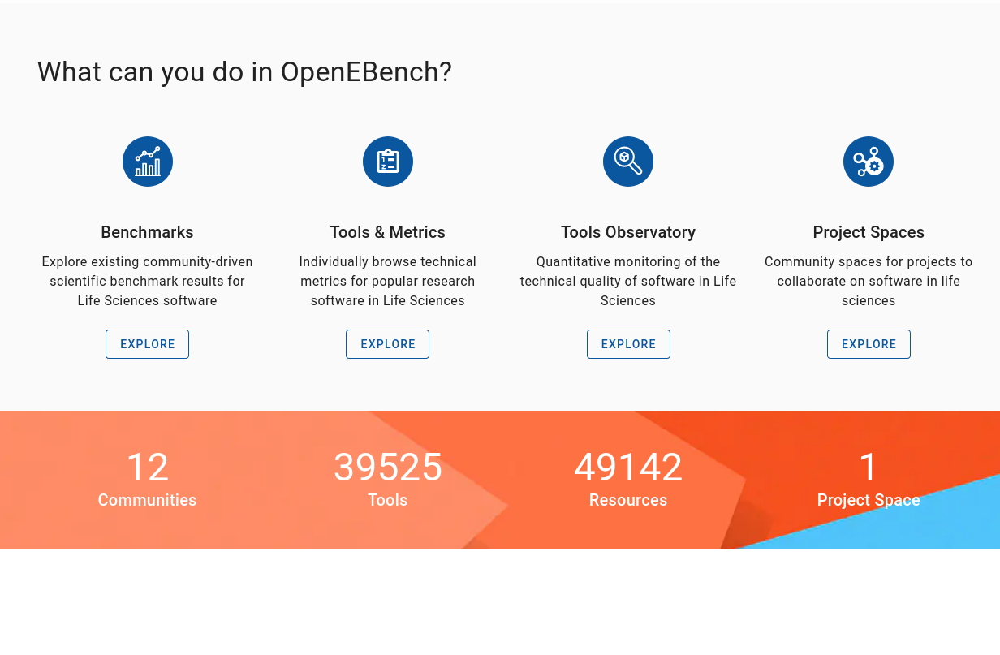 What can you do in OpenEBench?
Benchmarks
Explore existing community-driven
scientific benchmark results for
Life Sciences software
EXPLORE
Tools & Metrics
Individually browse technical
metrics for popular research
software in Life Sciences
EXPLORE
Tools Observatory
Quantitative monitoring of the
technical quality of software in Life
Sciences
EXPLORE
Project Spaces
Community spaces for projects to
collaborate on software in life
sciences
EXPLORE
12
Communities
39525
Tools
49142
Resources
1
Project Space